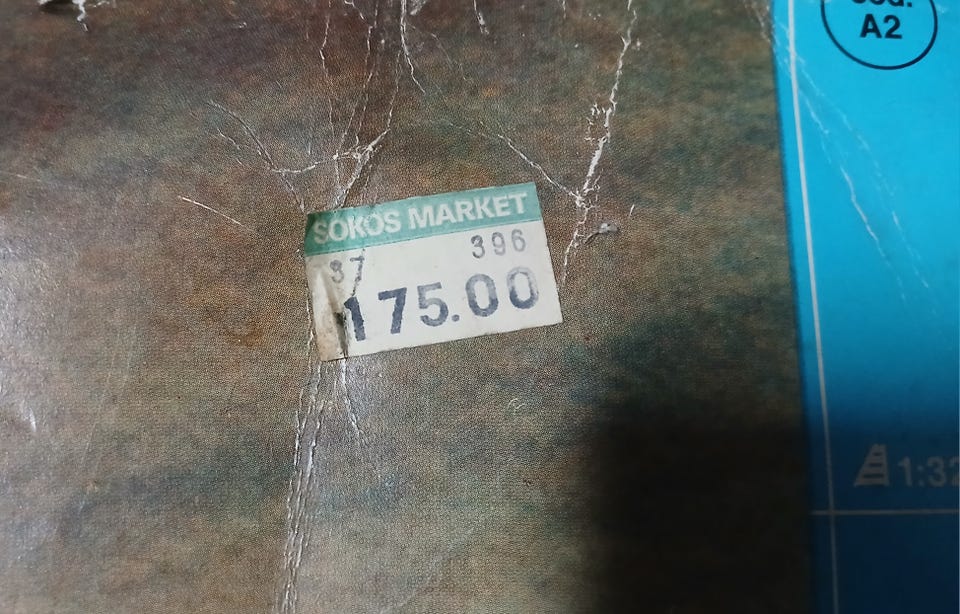 A2
SOKOS MARKET
37 396
175.00
1:32